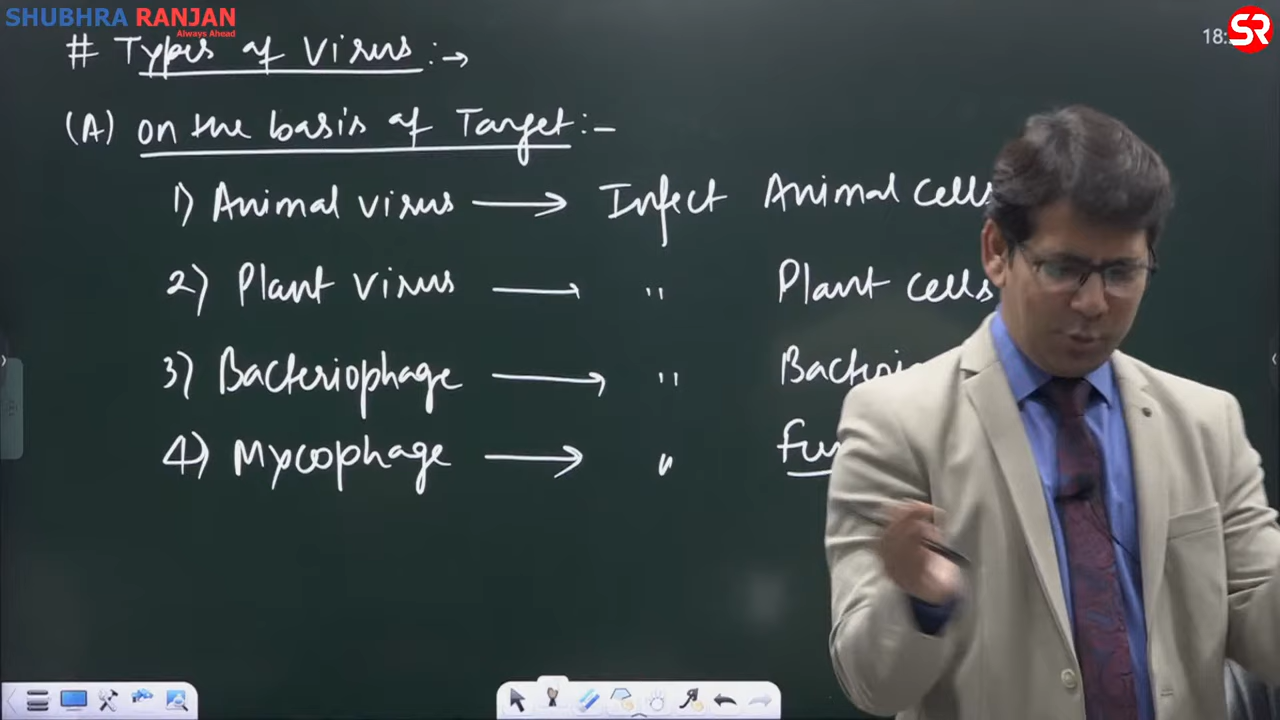 SHUBHRA RANJAN
Always Ahead
SR
18:
# Types of Virus :→
(A) on the basis of Target :-
1) Animal virus → Infect Animal cells
2) Plant virus → " Plant cells
3) Bacteriophage → "
4) Mycophage → "